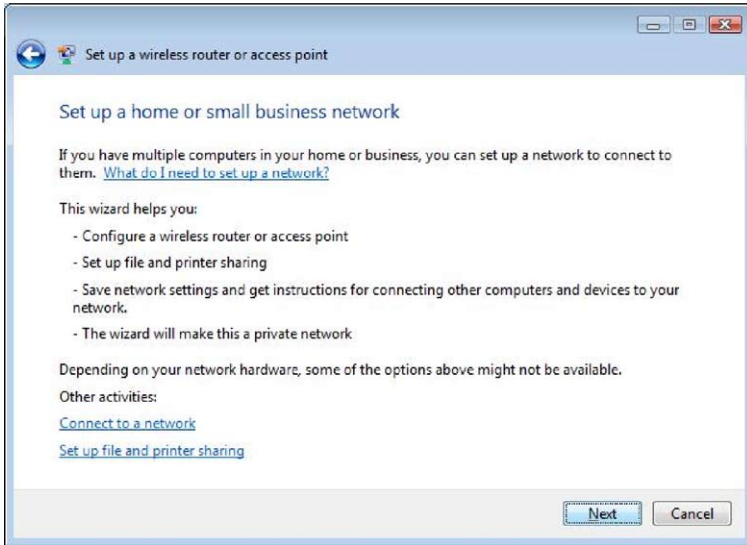 Set up a wireless router or access point
Set up a home or small business network
If you have multiple computers in your home or business, you can set up a network to connect to
them. What do I need to set up a network?
This wizard helps you:
- Configure a wireless router or access point
- Set up file and printer sharing
- Save network settings and get instructions for connecting other computers and devices to your
network.
- The wizard will make this a private network
Depending on your network hardware, some of the options above might not be available.
Other activities:
Connect to a network
Set up file and printer sharing
Next Cancel